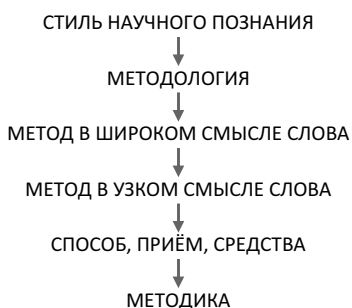 СТИЛЬ НАУЧНОГО ПОЗНАНИЯ
МЕТОДОЛОГИЯ
МЕТОД В ШИРОКОМ СМЫСЛЕ СЛОВА
МЕТОД В УЗКОМ СМЫСЛЕ СЛОВА
СПОСОБ, ПРИЁМ, СРЕДСТВА
МЕТОДИКА